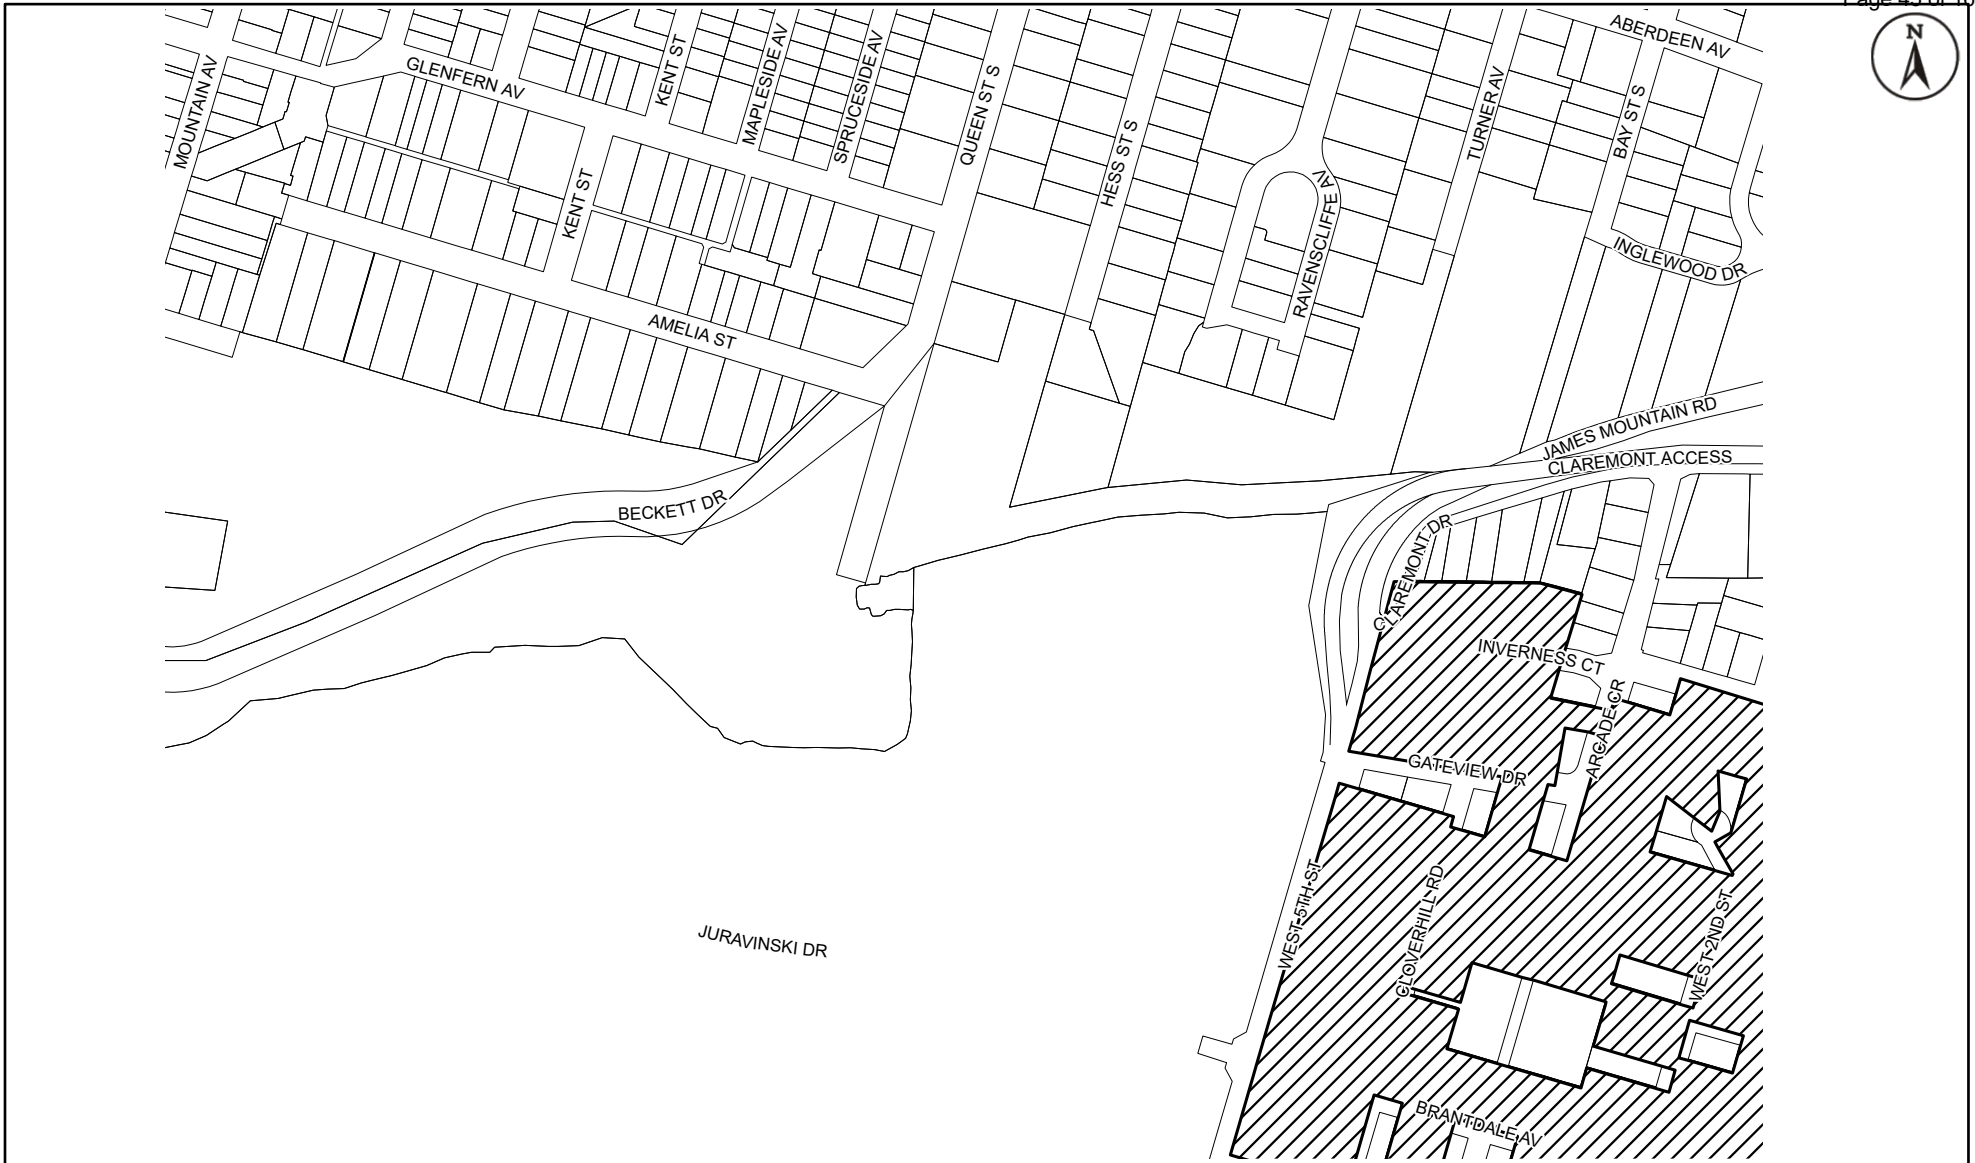 ABERDEEN AV
N
GLENFERN AV
MOUNTAIN AV
KENT ST
MAPLESIDE AV
SPRUCESIDE AV
QUEEN ST S
HESS ST S
TURNER AV
BAY ST S
KENT ST
RAVENSCLIFFE AV
INGLEWOOD DR
AMELIA ST
JAMES MOUNTAIN RD
CLAREMONT ACCESS
BECKETT DR
CLAREMONT DR
INVERNESS CT
ARCADE CR
GATEVIEW DR
WEST 5TH ST
CLOVERHILL RD
WEST 2ND ST
JURAVINSKI DR
BRANTDALE AV